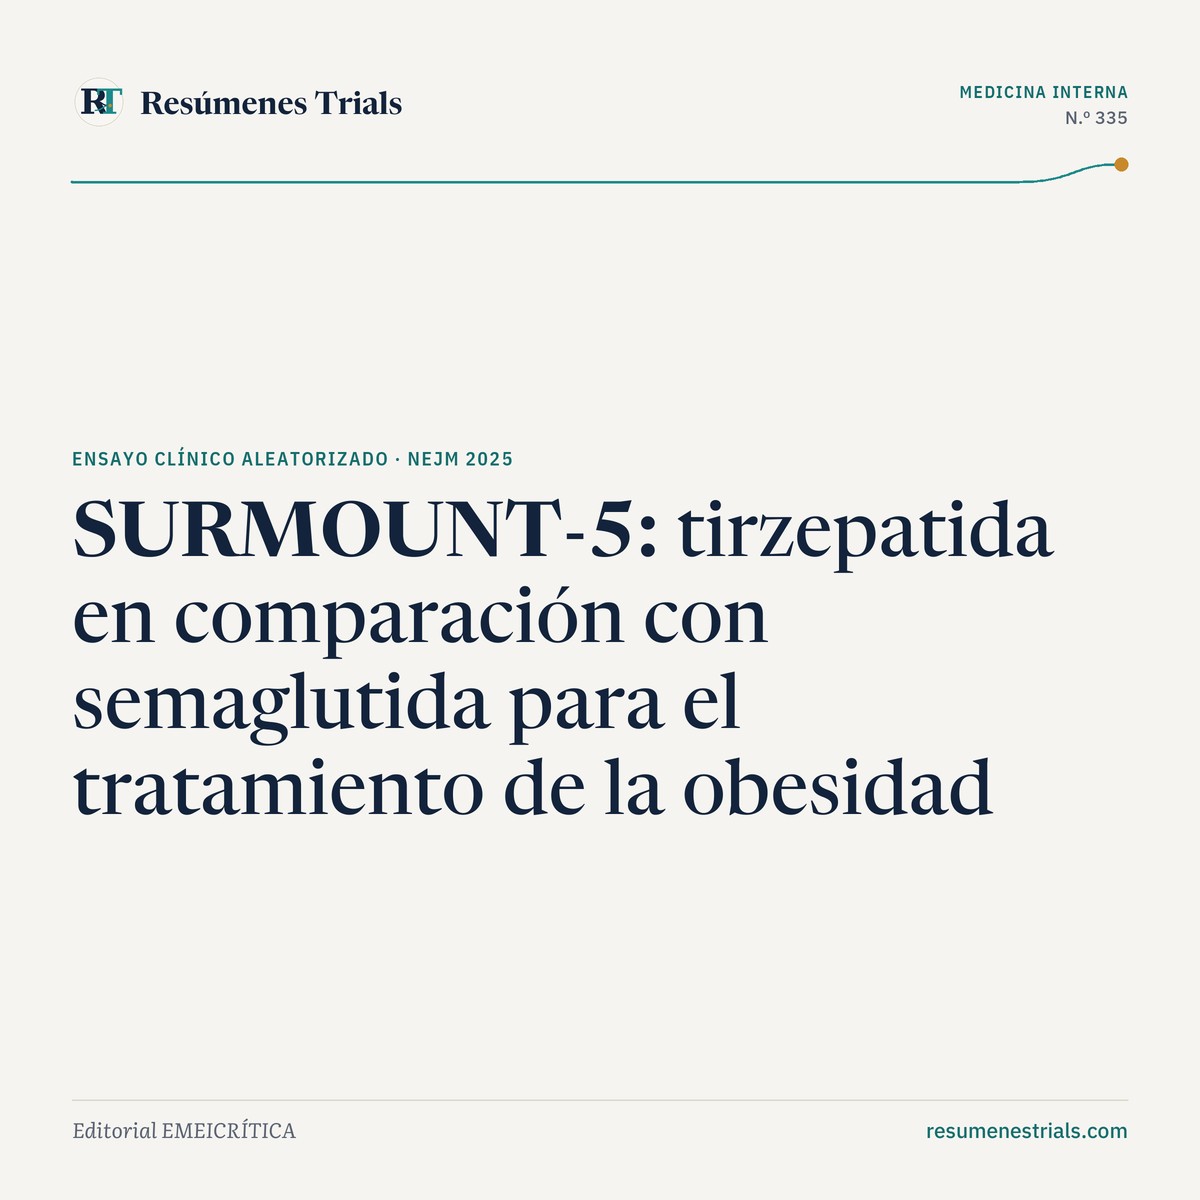 RT Resúmenes Trials
MEDICINA INTERNA
N.º 335
ENSAYO CLÍNICO ALEATORIZADO · NEJM 2025
SURMOUNT-5: tirzepatida
en comparación con
semaglutida para el
tratamiento de la obesidad
Editorial EMEICRÍTICA
resumenestrials.com